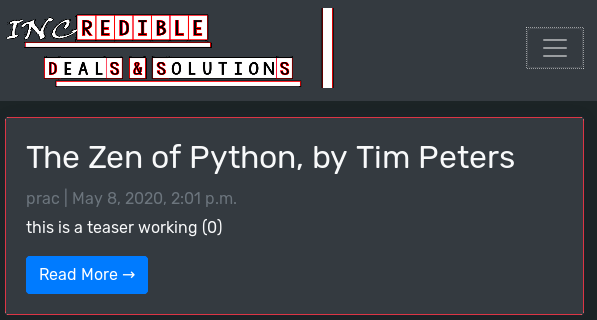 INCREDIBLE
DEALS & SOLUTIONS
The Zen of Python, by Tim Peters
prac | May 8, 2020, 2:01 p.m.
this is a teaser working (0)
Read More →